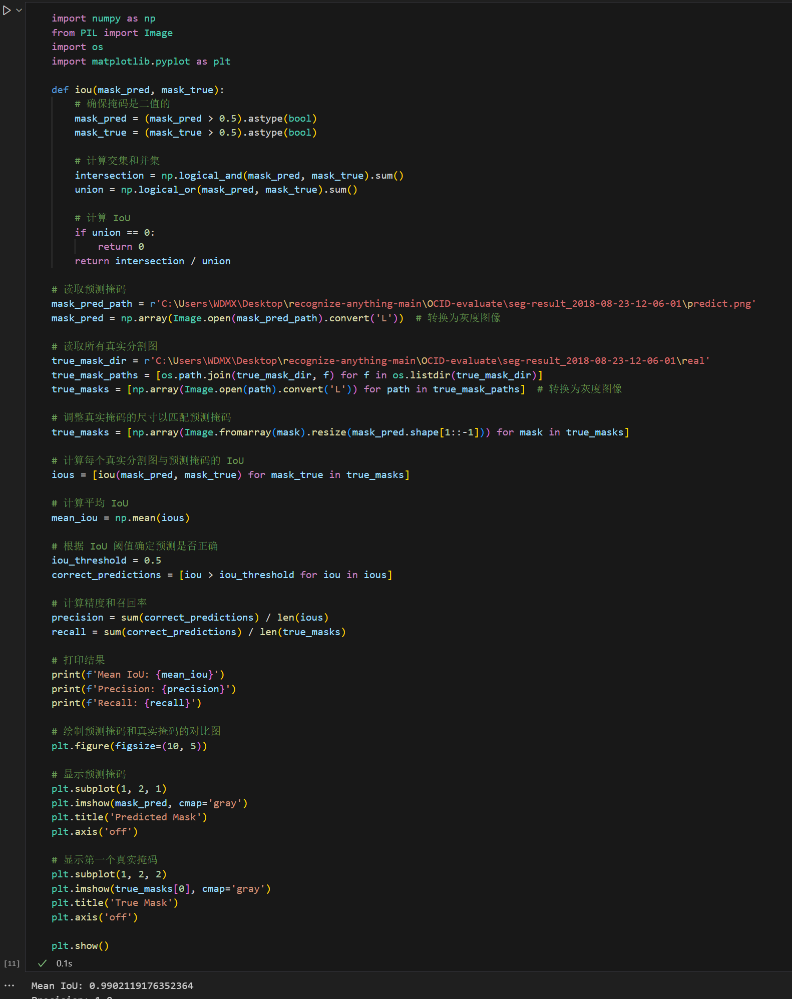 import numpy as np
from PIL import Image
import os
import matplotlib.pyplot as plt

def iou(mask_pred, mask_true):
    # 确保掩码是二值的
    mask_pred = (mask_pred > 0.5).astype(bool)
    mask_true = (mask_true > 0.5).astype(bool)

    # 计算交集和并集
    intersection = np.logical_and(mask_pred, mask_true).sum()
    union = np.logical_or(mask_pred, mask_true).sum()

    # 计算 IoU
    if union == 0:
        return 0
    return intersection / union

# 读取预测掩码
mask_pred_path = r'C:\Users\WDMX\Desktop\recognize-anything-main\OCID-evaluate\seg-result_2018-08-23-12-06-01\predict.png'
mask_pred = np.array(Image.open(mask_pred_path).convert('L'))  # 转换为灰度图像

# 读取所有真实分割图
true_mask_dir = r'C:\Users\WDMX\Desktop\recognize-anything-main\OCID-evaluate\seg-result_2018-08-23-12-06-01\real'
true_mask_paths = [os.path.join(true_mask_dir, f) for f in os.listdir(true_mask_dir)]
true_masks = [np.array(Image.open(path).convert('L')) for path in true_mask_paths]  # 转换为灰度图像

# 调整真实掩码的尺寸以匹配预测掩码
true_masks = [np.array(Image.fromarray(mask).resize(mask_pred.shape[1::-1])) for mask in true_masks]

# 计算每个真实分割图与预测掩码的 IoU
ious = [iou(mask_pred, mask_true) for mask_true in true_masks]

# 计算平均 IoU
mean_iou = np.mean(ious)

# 根据 IoU 阈值确定预测是否正确
iou_threshold = 0.5
correct_predictions = [iou > iou_threshold for iou in ious]

# 计算精度和召回率
precision = sum(correct_predictions) / len(ious)
recall = sum(correct_predictions) / len(true_masks)

# 打印结果
print(f'Mean IoU: {mean_iou}')
print(f'Precision: {precision}')
print(f'Recall: {recall}')

# 绘制预测掩码和真实掩码的对比图
plt.figure(figsize=(10, 5))

# 显示预测掩码
plt.subplot(1, 2, 1)
plt.imshow(mask_pred, cmap='gray')
plt.title('Predicted Mask')
plt.axis('off')

# 显示第一个真实掩码
plt.subplot(1, 2, 2)
plt.imshow(true_masks[0], cmap='gray')
plt.title('True Mask')
plt.axis('off')

plt.show()
[11] 0.1s
Mean IoU: 0.9902119176352364